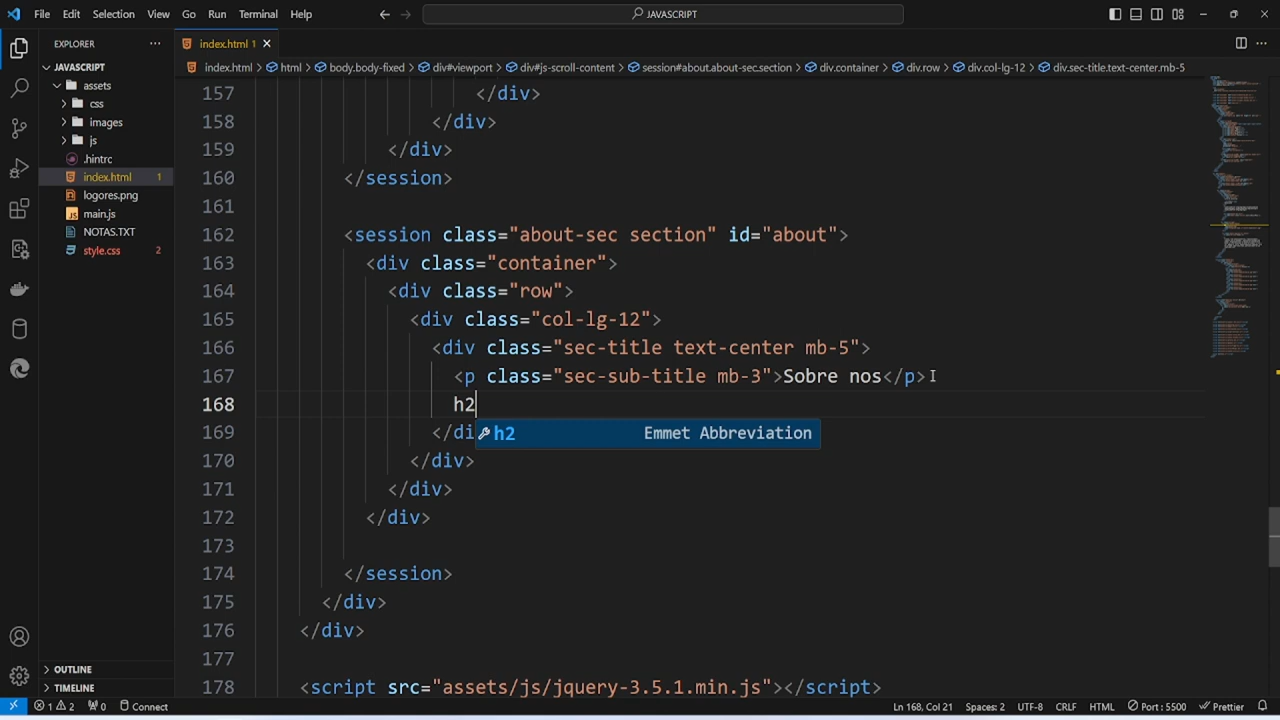 File Edit Selection View Go Run Terminal Help
JAVASCRIPT
EXPLORER
index.html 1
JAVASCRIPT
index.html > html > body.body-fixed > div#viewport > div#js-scroll-content > session#about.about-sec.section > div.container > div.row > div.col-lg-12 > div.sec-title.text-center.mb-5
assets
css
images
js
.hintrc
index.html 1
logores.png
main.js
NOTAS.TXT
style.css 2
157 </div>
158 </div>
159 </div>
160 </session>
161
162 <session class="about-sec section" id="about">
163 <div class="container">
164 <div class="row">
165 <div class="col-lg-12">
166 <div class="sec-title text-center mb-5">
167 <p class="sec-sub-title mb-3">Sobre nos</p>
168 h2
h2 Emmet Abbreviation
169 </di
170 </div>
171 </div>
172 </div>
173
174 </session>
175 </div>
176 </div>
177
178 <script src="assets/js/jquery-3.5.1.min.js"></script>
OUTLINE
TIMELINE
1 2 0 Connect Ln 168, Col 21 Spaces: 2 UTF-8 CRLF HTML Port : 5500 Prettier